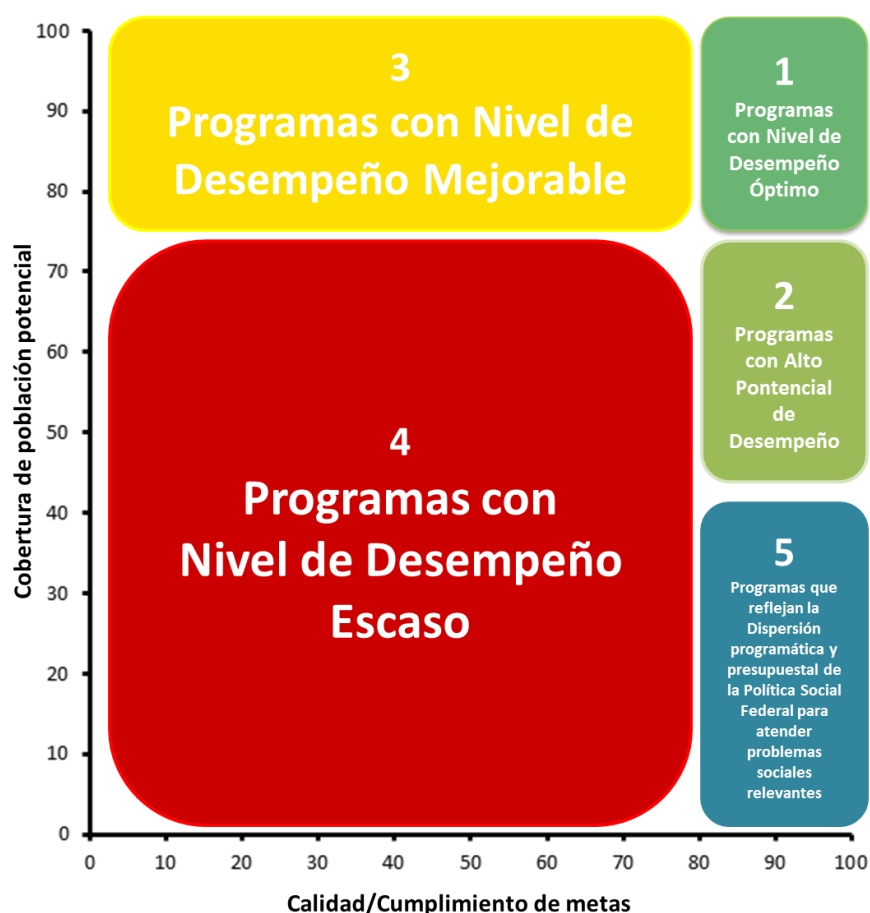 100
90
80
70
60
50
40
30
20
10
0
Cobertura de población potencial
3
Programas con Nivel de
Desempeño Mejorable
1
Programas
con Nivel de
Desempeño
Óptimo
2
Programas
con Alto
Pontencial
de
Desempeño
4
Programas con
Nivel de Desempeño
Escaso
5
Programas que
reflejan la
Dispersión
programática y
presupuestal de
la Política Social
Federal para
atender
problemas
sociales
relevantes
0 10 20 30 40 50 60 70 80 90 100
Calidad/Cumplimiento de metas